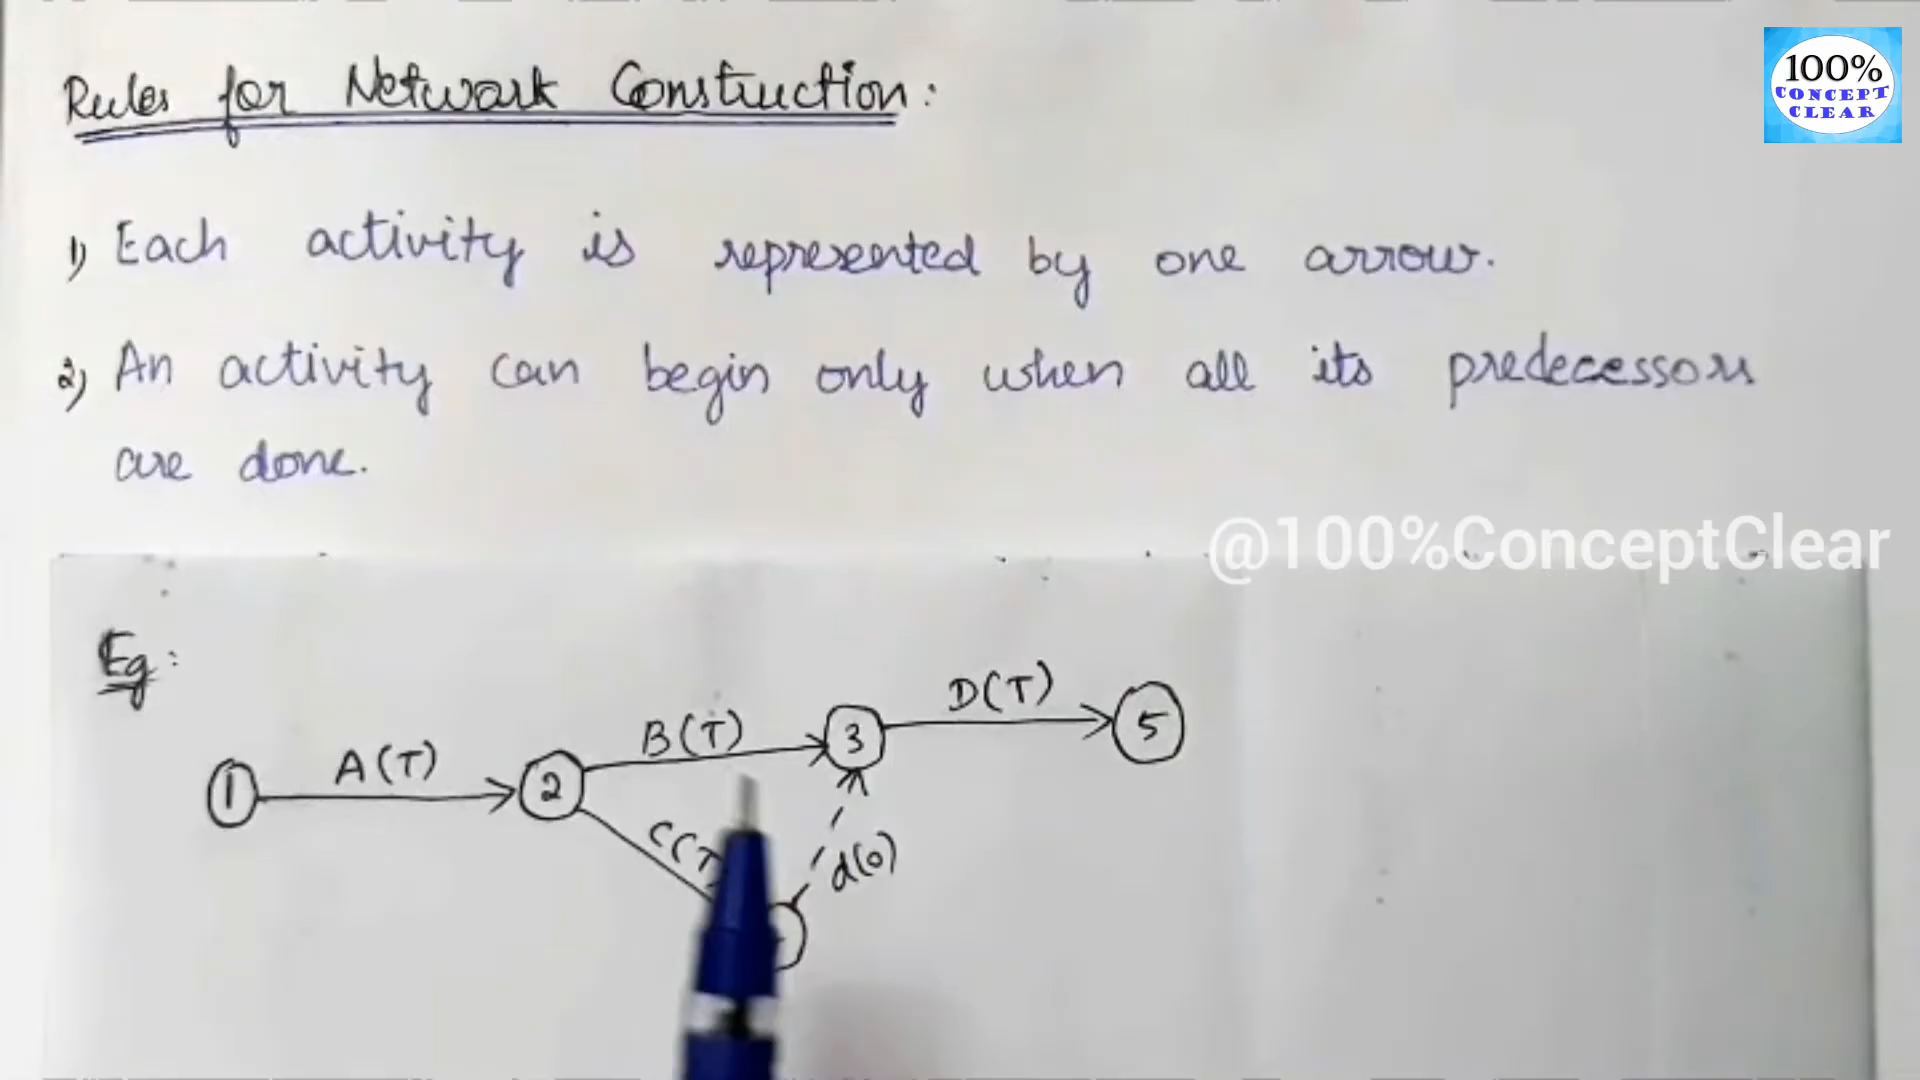 Rules for Network Construction:
100%
CONCEPT
CLEAR
1) Each activity is represented by one arrow.
2) An activity can begin only when all its predecessors
are done.
@100%ConceptClear
Eg:
D(T)
B(T)
3
5
A(T)
1
2
C(T
d(0)